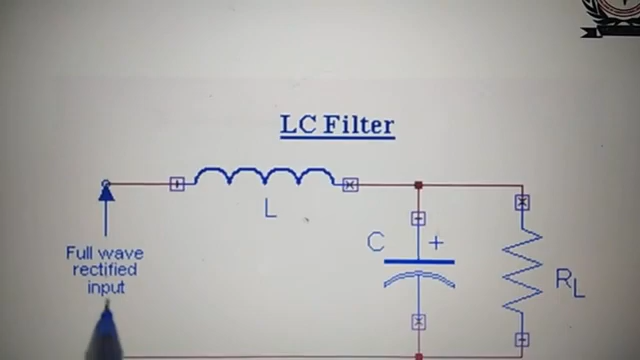 LC Filter
L
Full wave
rectified
input
C
+
RL